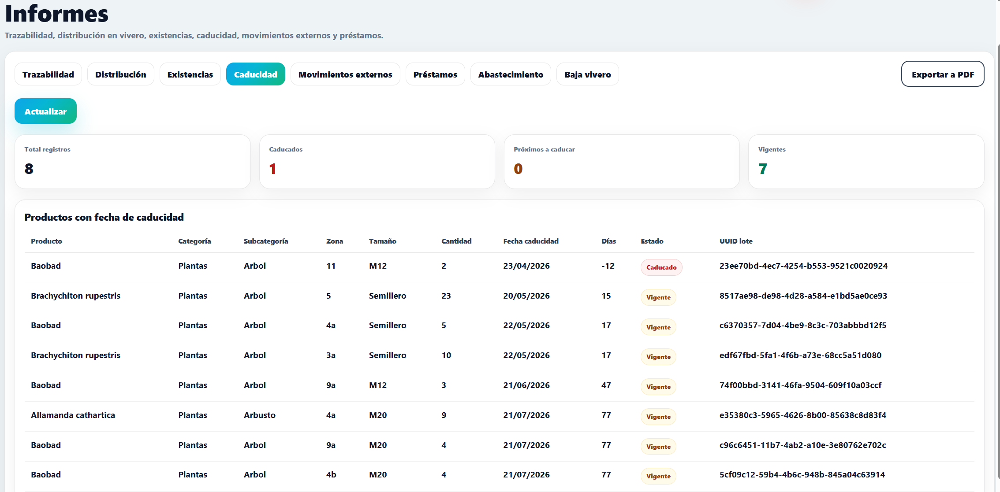 Informes
Trazabilidad, distribución en vivero, existencias, caducidad, movimientos externos y préstamos.
Trazabilidad Distribución Existencias Caducidad Movimientos externos Préstamos Abastecimiento Baja vivero Exportar a PDF
Actualizar
Total registros Caducados Próximos a caducar Vigentes
8 1 0 7
Productos con fecha de caducidad
Producto Categoría Subcategoría Zona Tamaño Cantidad Fecha caducidad Días Estado UUID lote
Baobad Plantas Arbol 11 M12 2 23/04/2026 -12 Caducado 23ee70bd-4ec7-4254-b553-9521c0020924
Brachychiton rupestris Plantas Arbol 5 Semillero 23 20/05/2026 15 Vigente 8517ae98-de98-4d28-a584-e1bd5ae0ce93
Baobad Plantas Arbol 4a Semillero 5 22/05/2026 17 Vigente c6370357-7d04-4be9-8c3c-703abbbd12f5
Brachychiton rupestris Plantas Arbol 3a Semillero 10 22/05/2026 17 Vigente edf67fbd-5fa1-4f6b-a73e-68cc5a51d080
Baobad Plantas Arbol 9a M12 3 21/06/2026 47 Vigente 74f00bbd-3141-46fa-9504-609f10a03ccf
Allamanda cathartica Plantas Arbusto 4a M20 9 21/07/2026 77 Vigente e35380c3-5965-4626-8b00-85638c8d83f4
Baobad Plantas Arbol 9a M20 4 21/07/2026 77 Vigente c96c6451-11b7-4ab2-a10e-3e80762e702c
Baobad Plantas Arbol 4b M20 4 21/07/2026 77 Vigente 5cf09c12-59b4-4b6c-948b-845a04c63914